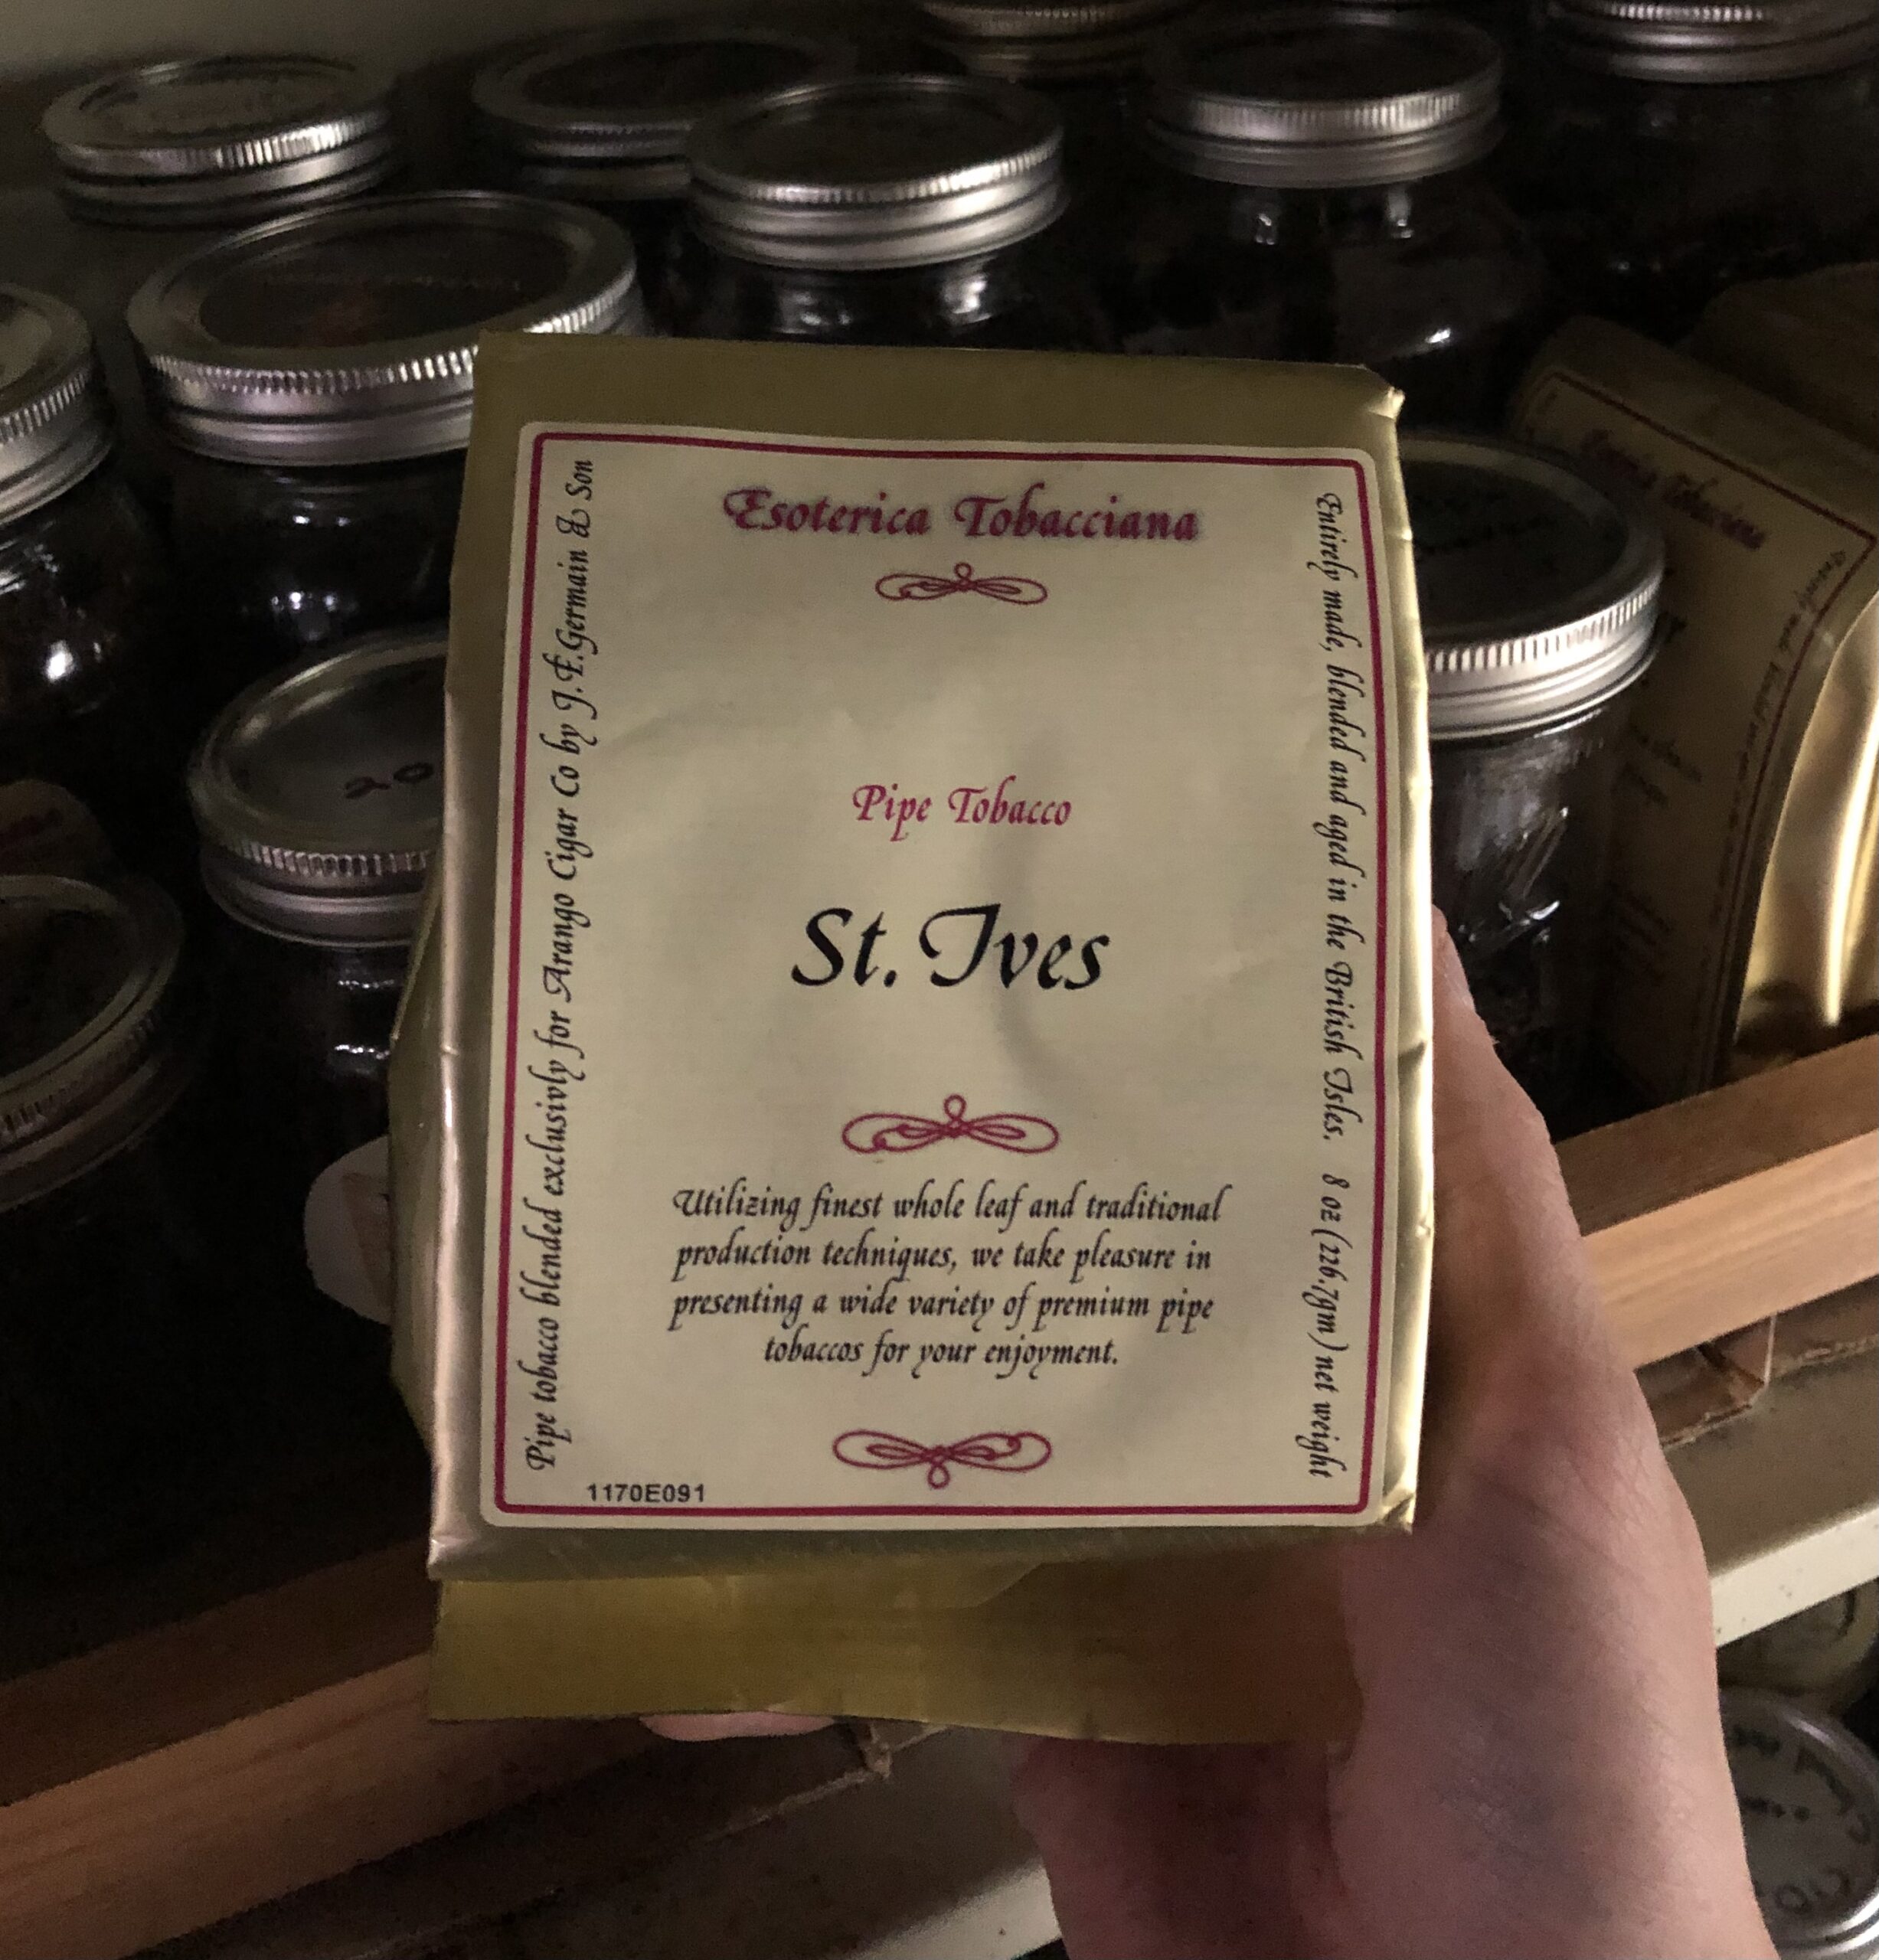 Esoterica Tobacciana
Pipe Tobacco
St. Ives
Utilizing finest whole leaf and traditional
production techniques, we take pleasure in
presenting a wide variety of premium pipe
tobaccos for your enjoyment.
1170E091
Pipe tobacco blended exclusivly for Arango Cigar Co by J.F.Germain & Son
Entirely made, blended and aged in the British Isles. 8 oz (226.7gm) net weight
20
Tobacciana